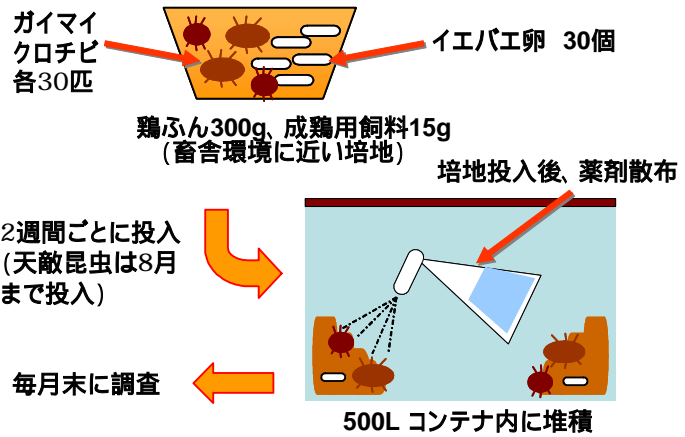 ガイマイ
クロチビ
各30匹
イエバエ卵 30個
鶏ふん300g、成鶏用飼料15g
(畜舎環境に近い培地)
培地投入後、薬剤散布
2週間ごとに投入
(天敵昆虫は8月
まで投入)
毎月末に調査
500L コンテナ内に堆積